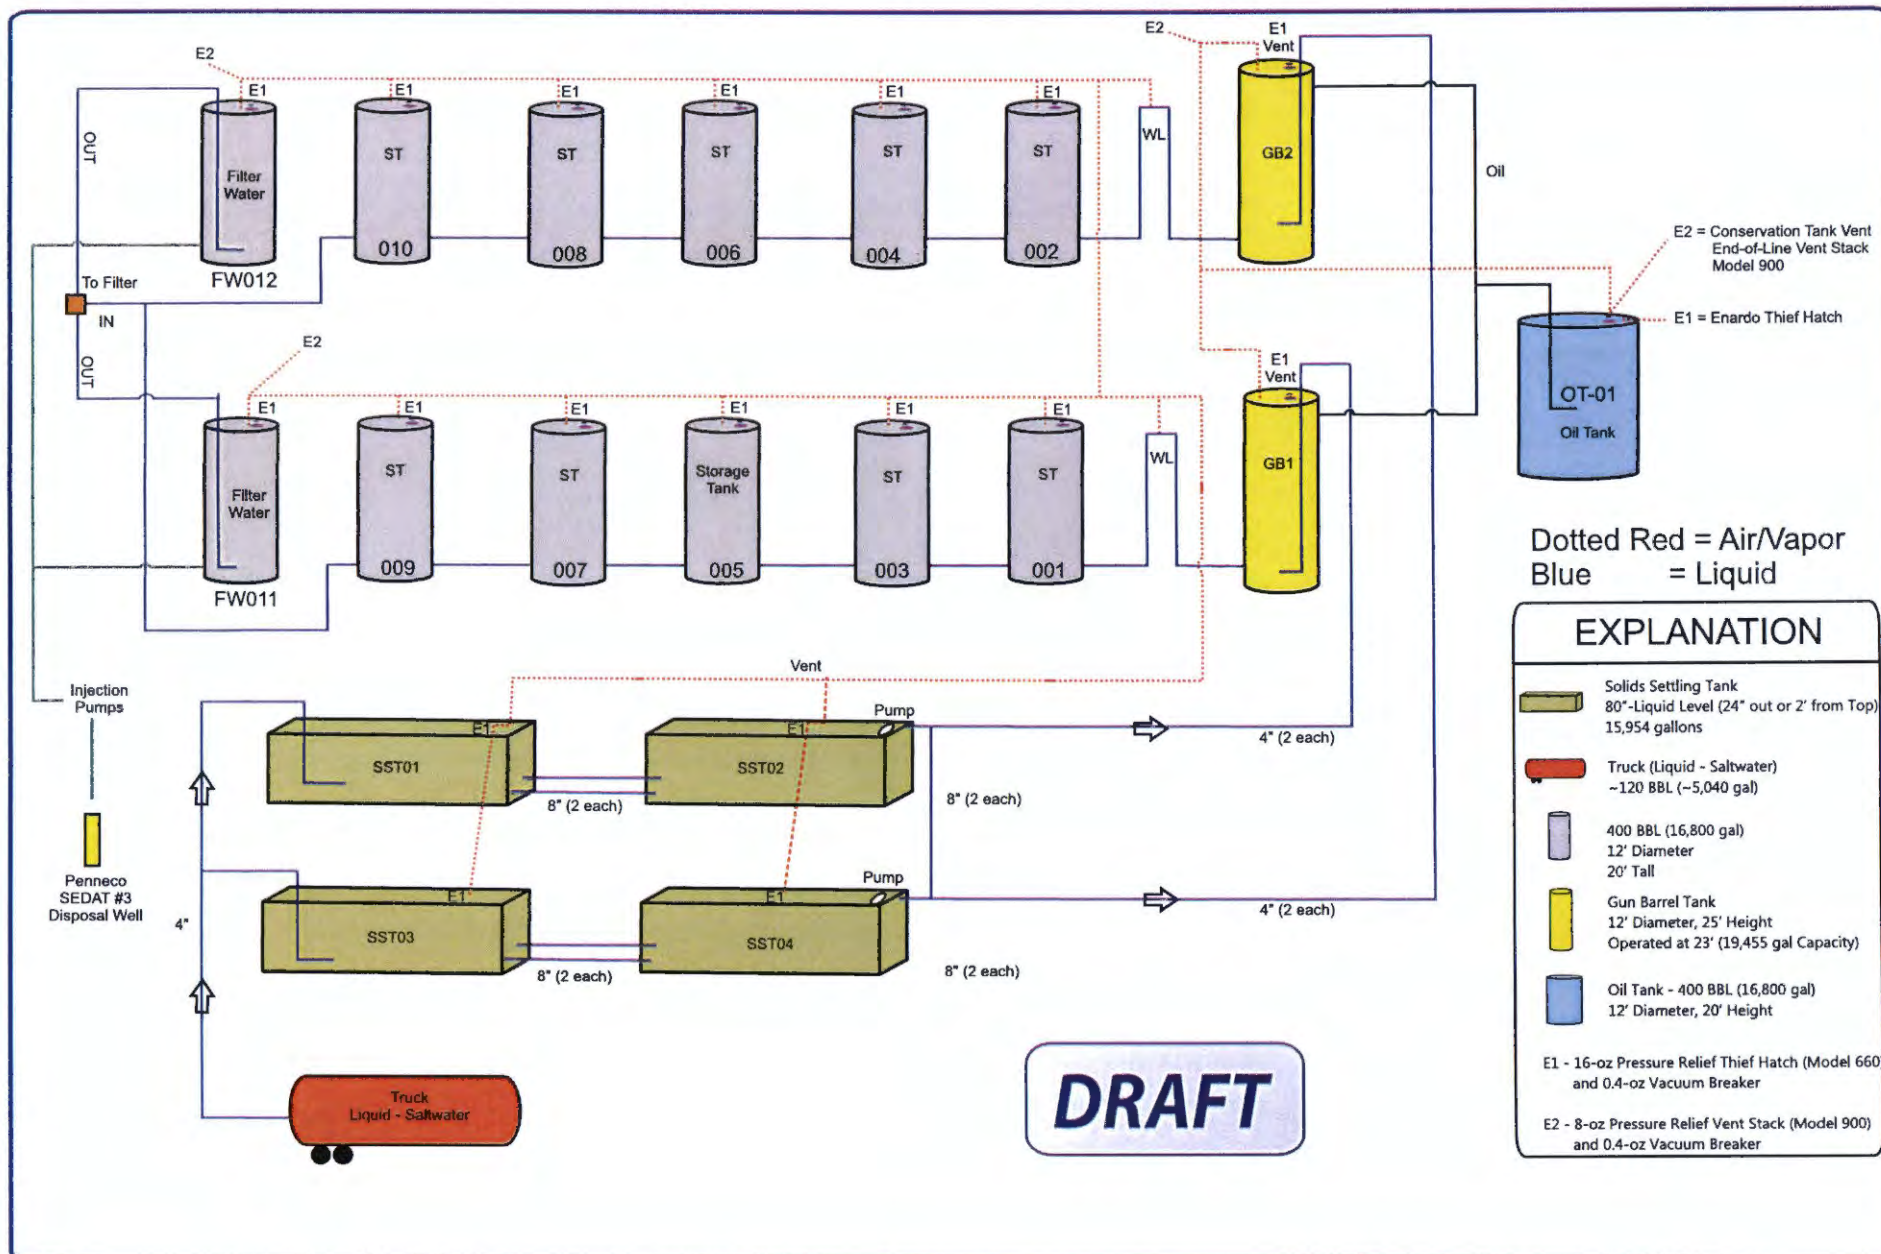 E2
E1
E1
E1
E1
E1
E1
E2
E1
Vent
OUT
Filter
Water
ST
ST
ST
ST
ST
WL
GB2
Oil
010
008
006
004
002
FW012
To Filter
IN
OUT
E2
E2 = Conservation Tank Vent
End-of-Line Vent Stack
Model 900
E1 = Enardo Thief Hatch
E1
E1
E1
E1
E1
E1
E1
Vent
Filter
Water
ST
ST
Storage
Tank
ST
ST
WL
GB1
OT-01
Oil Tank
009
007
005
003
001
FW011
Dotted Red = Air/Vapor
Blue = Liquid
Injection
Pumps
Penneco
SEDAT #3
Disposal Well
Vent
E1
SST01
8" (2 each)
E1
Pump
SST02
8" (2 each)
4" (2 each)
4"
E1
SST03
8" (2 each)
E1
Pump
SST04
8" (2 each)
4" (2 each)
Truck
Liquid - Saltwater
DRAFT
EXPLANATION
Solids Settling Tank
80"-Liquid Level (24" out or 2' from Top)
15,954 gallons
Truck (Liquid - Saltwater)
~120 BBL (~5,040 gal)
400 BBL (16,800 gal)
12' Diameter
20' Tall
Gun Barrel Tank
12' Diameter, 25' Height
Operated at 23' (19,455 gal Capacity)
Oil Tank - 400 BBL (16,800 gal)
12' Diameter, 20' Height
E1 - 16-oz Pressure Relief Thief Hatch (Model 660)
and 0.4-oz Vacuum Breaker
E2 - 8-oz Pressure Relief Vent Stack (Model 900)
and 0.4-oz Vacuum Breaker